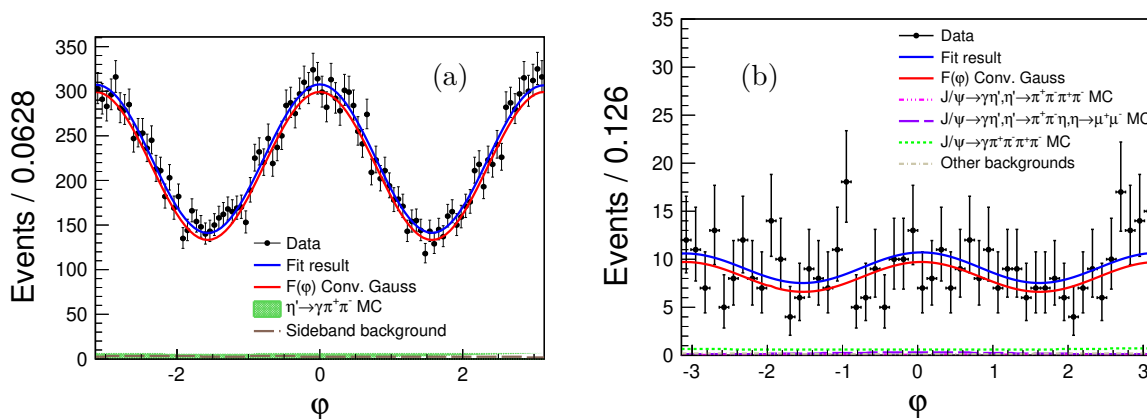 Events / 0.0628
350
300
250
200
150
100
50
0
(a)
Data
Fit result
F(φ) Conv. Gauss
η'→γπ⁺π⁻ MC
Sideband background
-2
0
2
φ
Events / 0.126
35
30
25
20
15
10
5
0
(b)
Data
Fit result
F(φ) Conv. Gauss
J/ψ→γη',η'→π⁺π⁻π⁺π⁻ MC
J/ψ→γη',η'→π⁺π⁻η,η→μ⁺μ⁻ MC
J/ψ→γπ⁺π⁻π⁺π⁻ MC
Other backgrounds
-3
-2
-1
0
1
2
3
φ